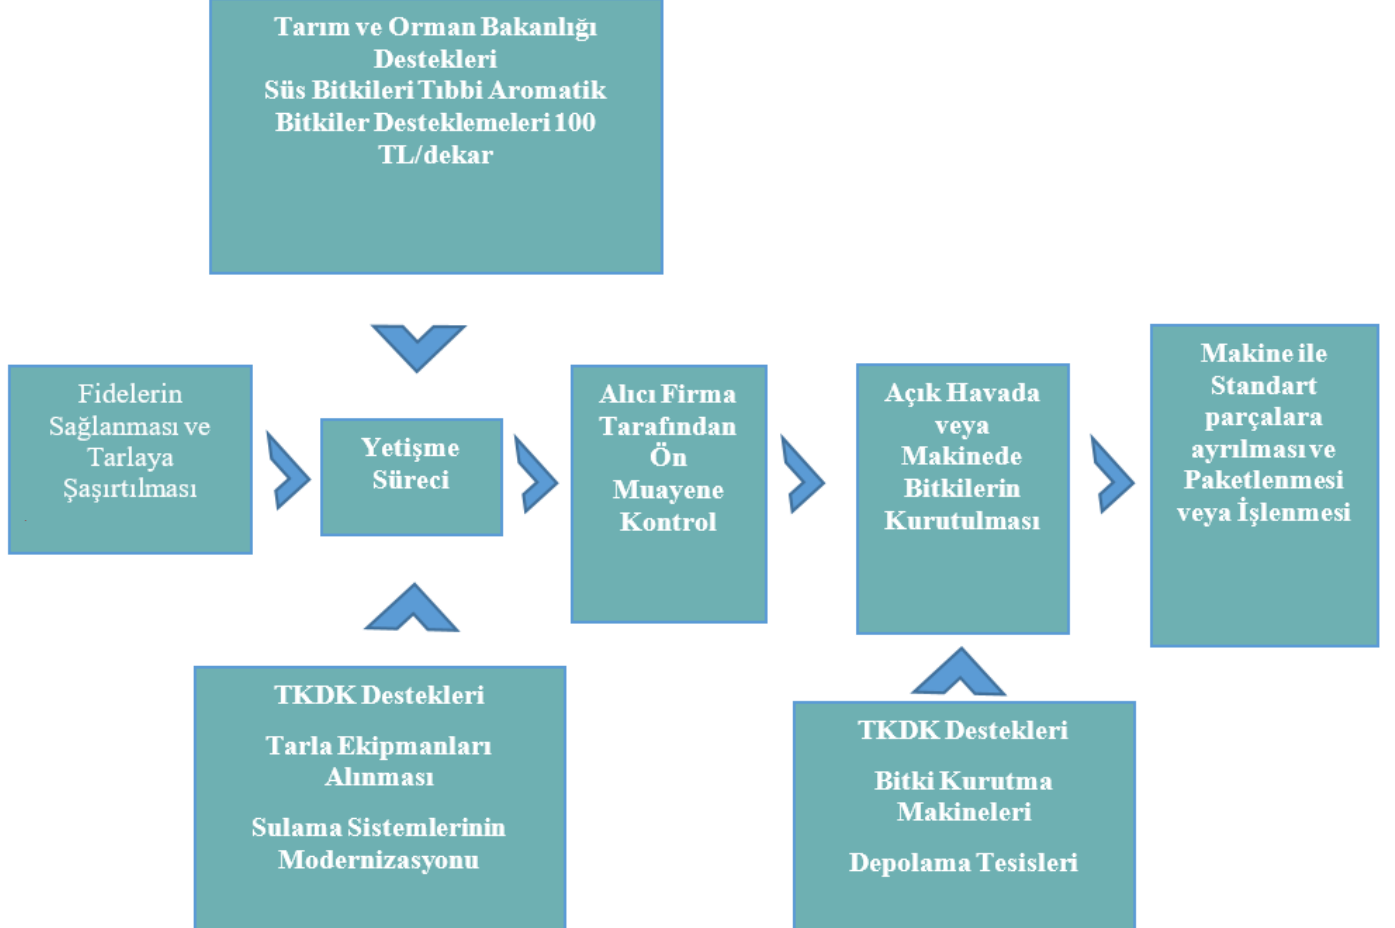 Tarım ve Orman Bakanlığı
Destekleri
Süs Bitkileri Tıbbi Aromatik
Bitkiler Desteklemeleri 100
TL/dekar
Fidelerin
Sağlanması ve
Tarlaya
Şaşırtılması
Yetişme
Süreci
Alıcı Firma
Tarafından
Ön
Muayene
Kontrol
Açık Havada
veya
Makinede
Bitkilerin
Kurutulması
Makine ile
Standart
parçalara
ayrılması ve
Paketlenmesi
veya İşlenmesi
TKDK Destekleri
Tarla Ekipmanları
Alınması
Sulama Sistemlerinin
Modernizasyonu
TKDK Destekleri
Bitki Kurutma
Makineleri
Depolama Tesisleri